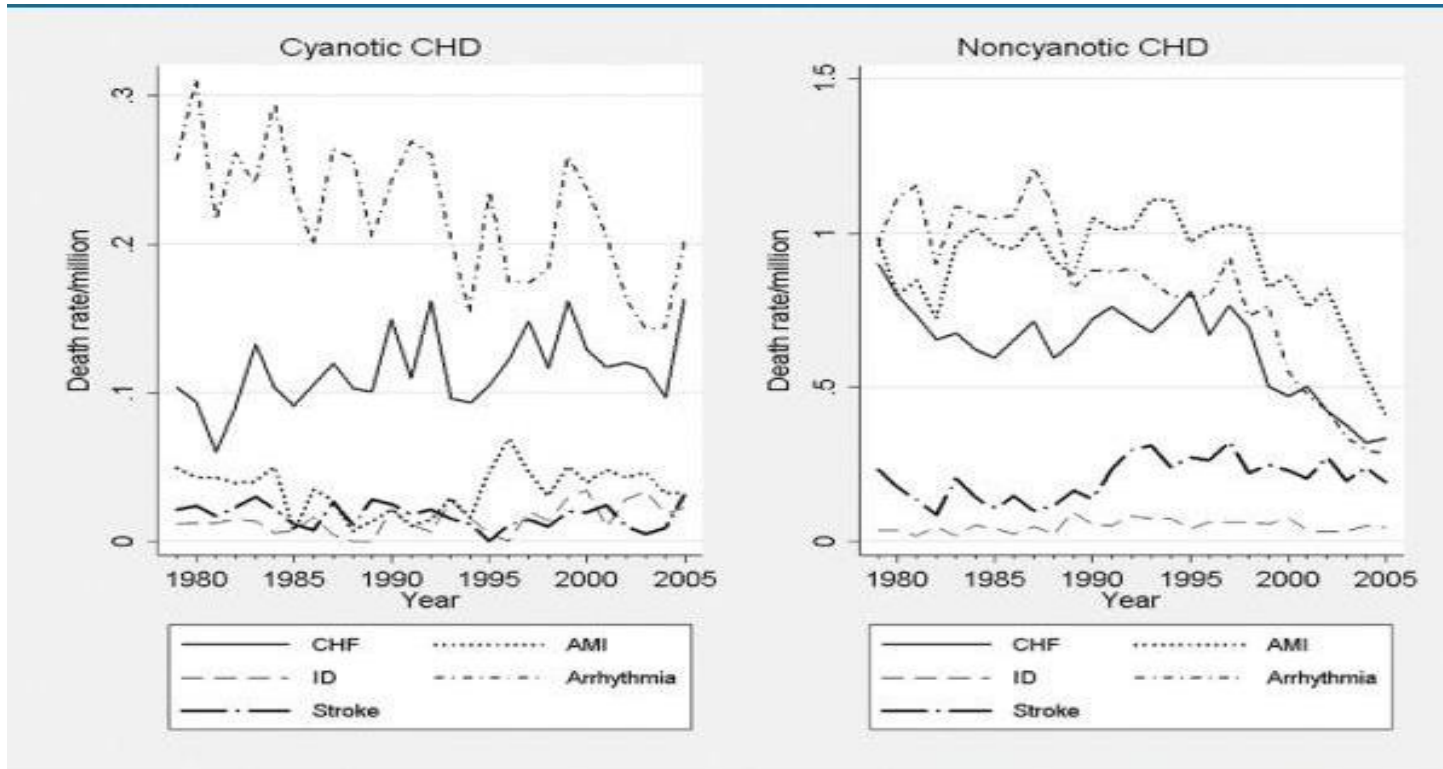 Cyanotic CHD
Death rate/million
.3
.2
.1
0
1980 1985 1990 1995 2000 2005
Year
CHF AMI
ID Arrhythmia
Stroke
Noncyanotic CHD
Death rate/million
1.5
1
.5
0
1980 1985 1990 1995 2000 2005
Year
CHF AMI
ID Arrhythmia
Stroke